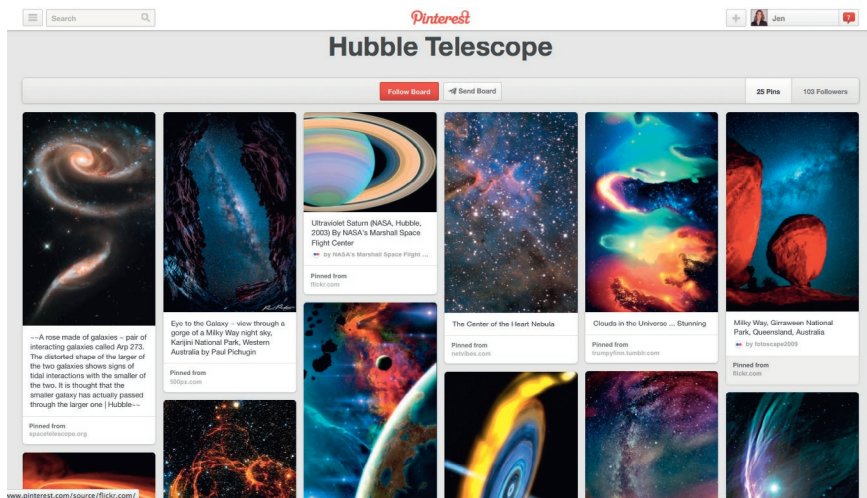 Search
Pinterest
+
Jen
7
Hubble Telescope
Follow Board
Send Board
25 Pins
103 Followers
~~A rose made of galaxies ~ pair of
interacting galaxies called Arp 273.
The distorted shape of the larger of
the two galaxies shows signs of
tidal interactions with the smaller of
the two. It is thought that the
smaller galaxy has actually passed
through the larger one | Hubble~~
Pinned from
spacetelescope.org
Eye to the Galaxy - view through a
gorge of a Milky Way night sky,
Karijini National Park, Western
Australia by Paul Pichugin
Pinned from
500px.com
Ultraviolet Saturn (NASA, Hubble,
2003) By NASA's Marshall Space
Flight Center
by NASA's Marshall Space Flight ...
Pinned from
flickr.com
The Center of the Heart Nebula
Pinned from
netvibes.com
Clouds in the Universe ... Stunning
Pinned from
trumpyfinn.tumblr.com
Milky Way, Girraween National
Park, Queensland, Australia
by fotoscape2009
Pinned from
flickr.com
www.pinterest.com/source/flickr.com/